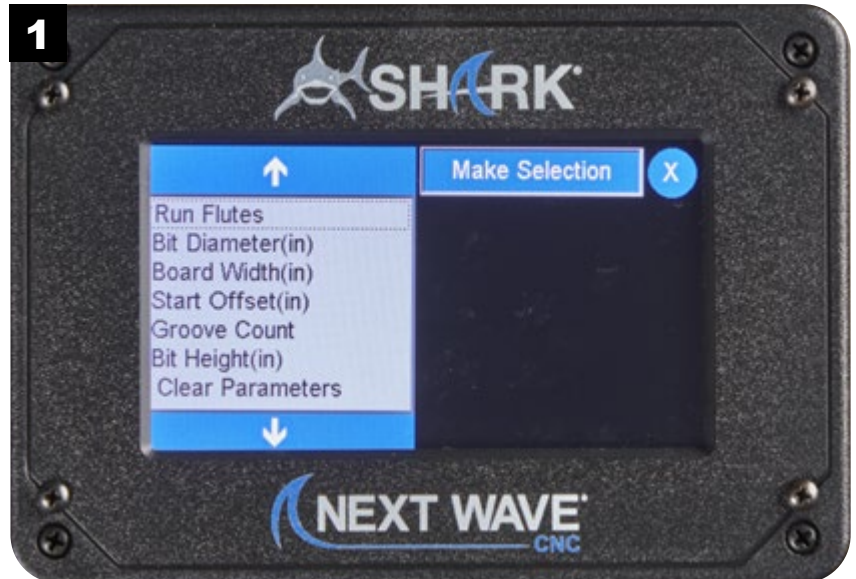 1
SHARK®
Make Selection X
Run Flutes
Bit Diameter(in)
Board Width(in)
Start Offset(in)
Groove Count
Bit Height(in)
Clear Parameters
NEXT WAVE®
CNC